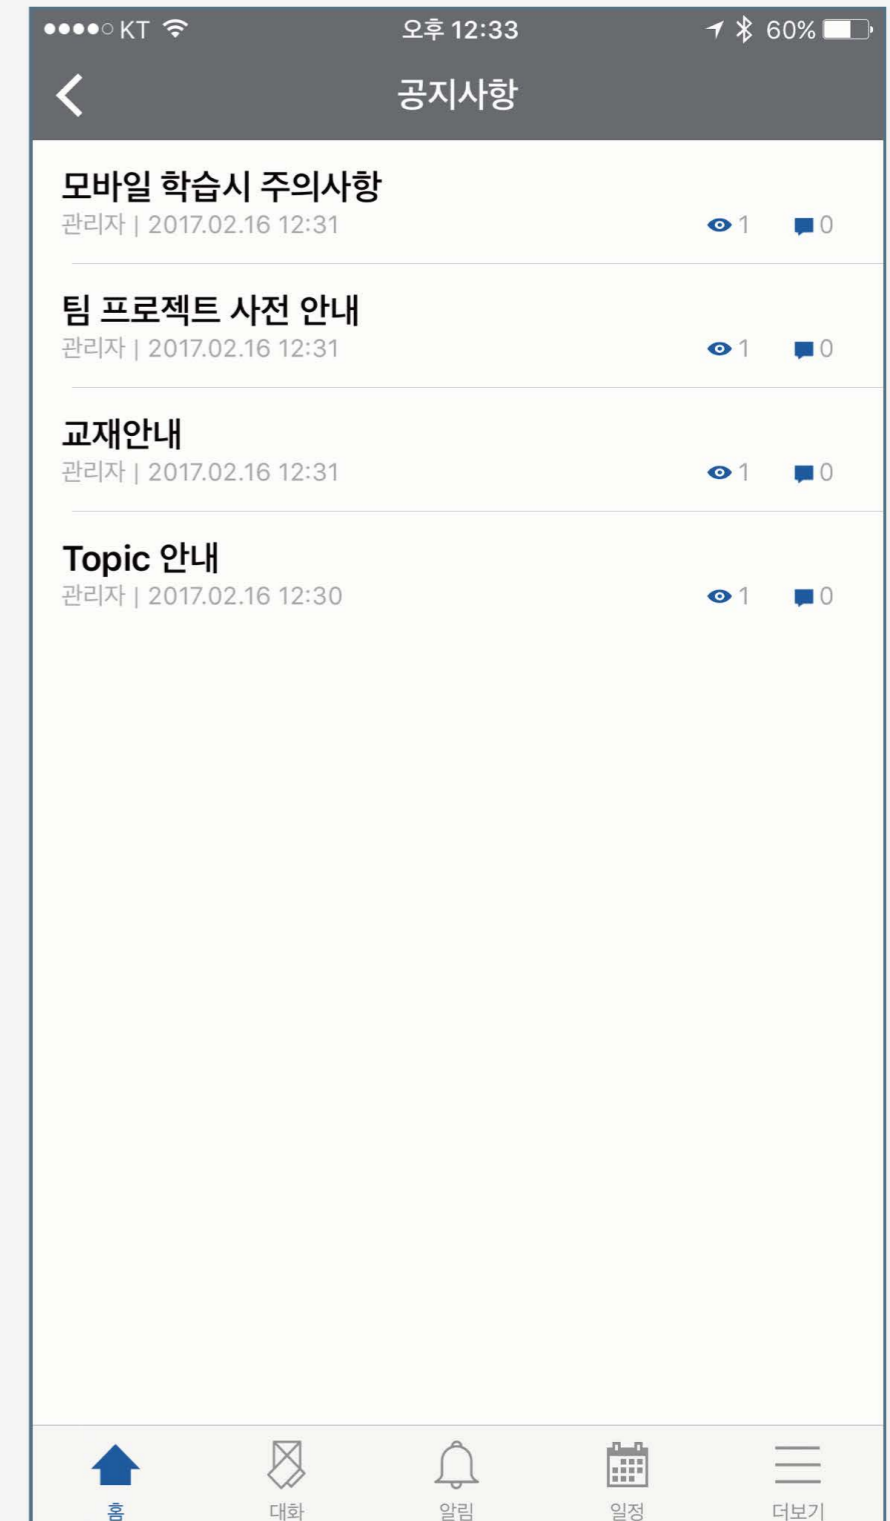 KT 오후 12:33 60%
공지사항
모바일 학습시 주의사항
관리자 | 2017.02.16 12:31 1 0
팀 프로젝트 사전 안내
관리자 | 2017.02.16 12:31 1 0
교재안내
관리자 | 2017.02.16 12:31 1 0
Topic 안내
관리자 | 2017.02.16 12:30 1 0
홈 대화 알림 일정 더보기